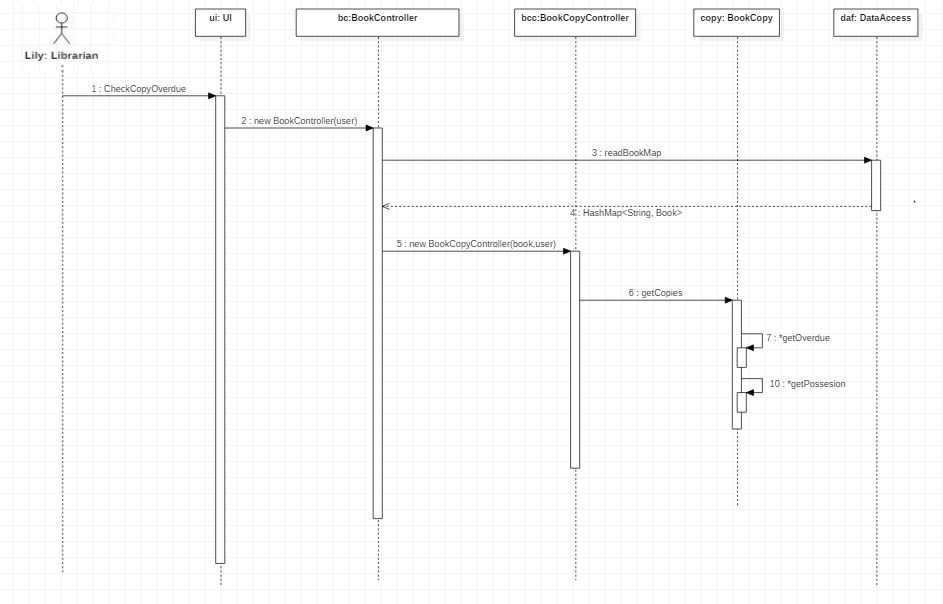 ui: UI
bc:BookController
bcc:BookCopyController
copy: BookCopy
daf: DataAccess
Lily: Librarian
1 : CheckCopyOverdue
2 : new BookController(user)
3 : readBookMap
4 : HashMap<String, Book>
5 : new BookCopyController(book,user)
6 : getCopies
7 : *getOverdue
10 : *getPossesion